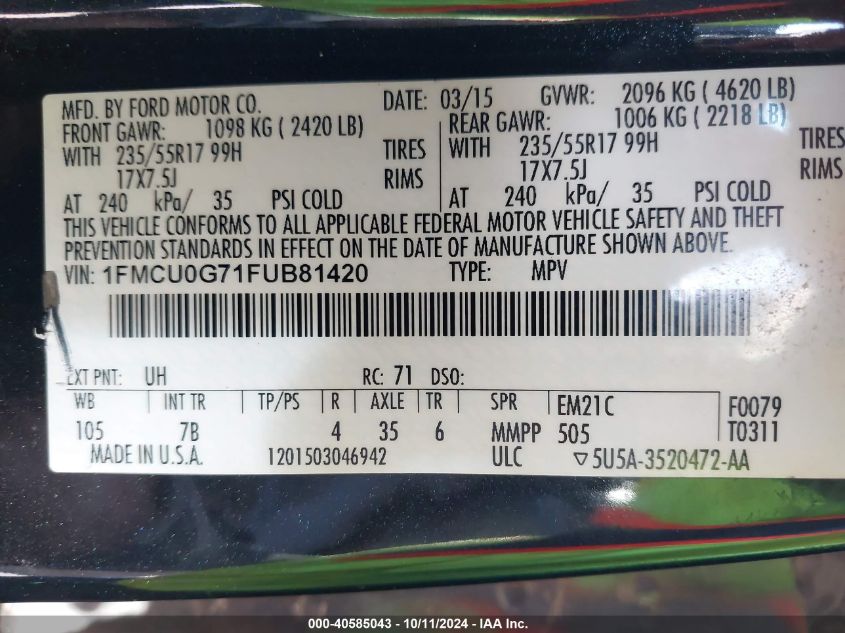 MFD. BY FORD MOTOR CO. DATE: 03/15 GVWR: 2096 KG ( 4620 LB)
FRONT GAWR: 1098 KG ( 2420 LB) REAR GAWR: 1006 KG ( 2218 LB)
WITH 235/55R17 99H TIRES WITH 235/55R17 99H TIRES
17X7.5J RIMS 17X7.5J RIMS
AT 240 kPa/ 35 PSI COLD AT 240 kPa/ 35 PSI COLD
THIS VEHICLE CONFORMS TO ALL APPLICABLE FEDERAL MOTOR VEHICLE SAFETY AND THEFT
PREVENTION STANDARDS IN EFFECT ON THE DATE OF MANUFACTURE SHOWN ABOVE.
VIN: 1FMCU0G71FUB81420 TYPE: MPV
EXT PNT: UH RC: 71 DSO:
WB INT TR TP/PS R AXLE TR SPR EM21C F0079
105 7B 4 35 6 MMPP 505 T0311
MADE IN U.S.A. 1201503046942 ULC ▽5U5A-3520472-AA
000-40585043 - 10/11/2024 - IAA Inc.